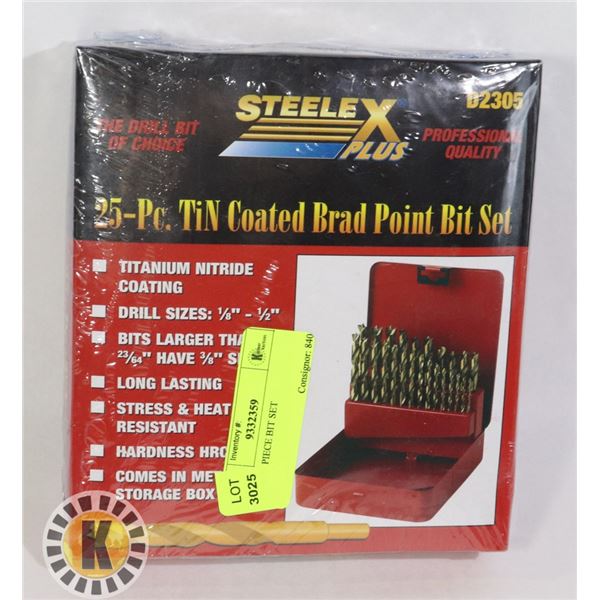 STEELEX
PLUS
D2305
THE DRILL BIT
OF CHOICE
PROFESSIONAL
QUALITY
25-Pc. TiN Coated Brad Point Bit Set
TITANIUM NITRIDE
COATING
DRILL SIZES: ⅛" - ½"
BITS LARGER THA
23/64" HAVE ⅜" S
LONG LASTING
STRESS & HEAT
RESISTANT
HARDNESS HRC
COMES IN MET
STORAGE BOX
LOT
3025
Inventory #:
9332359
PIECE BIT SET
Consignor: 840
K